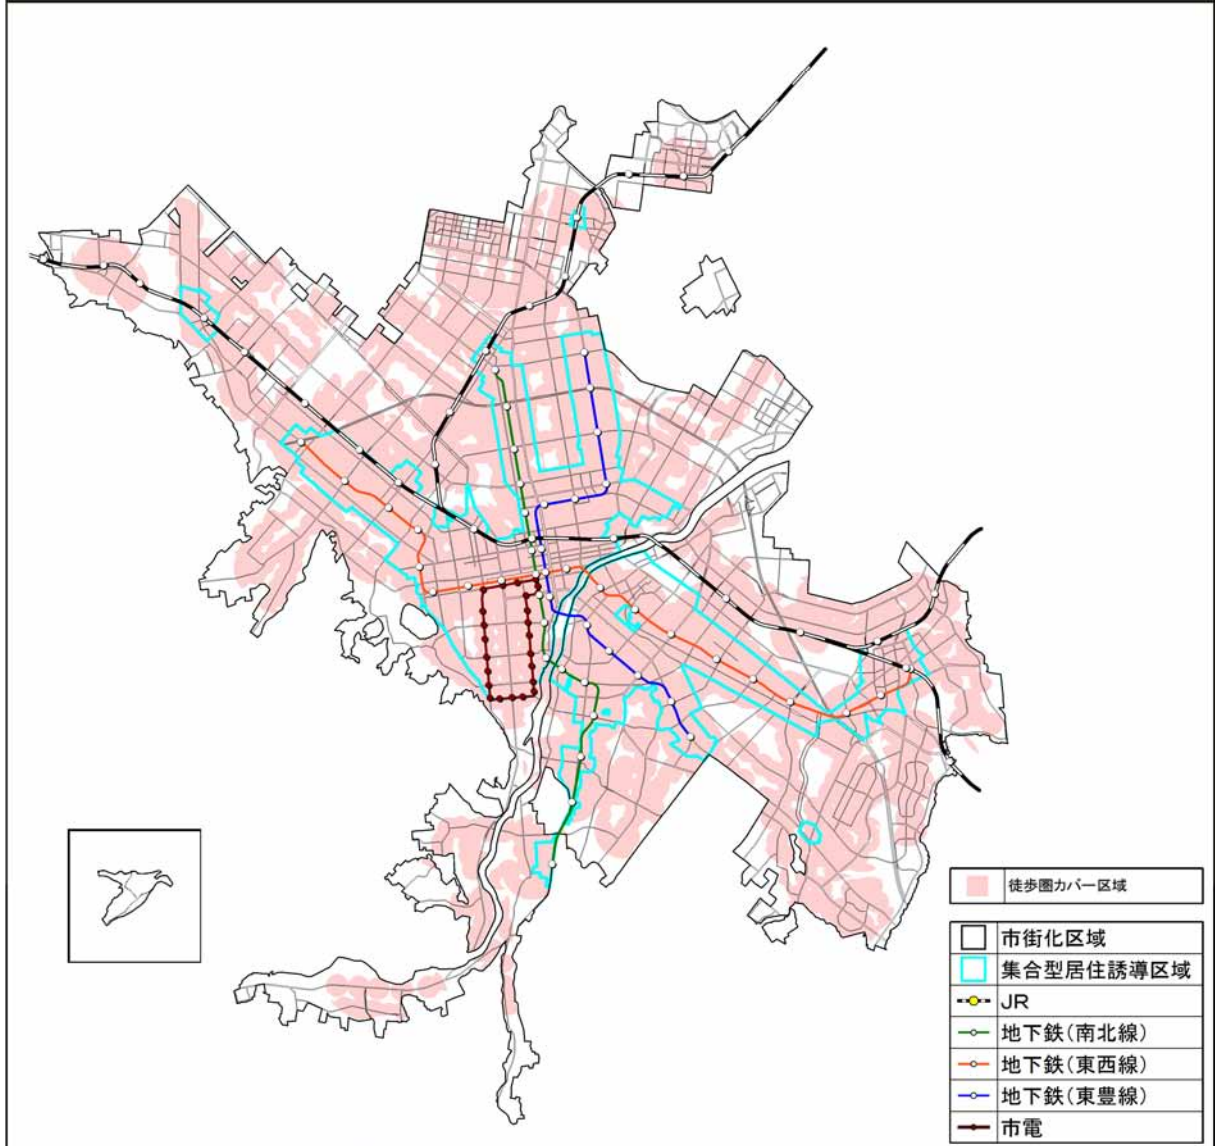 徒歩圏カバー区域
市街化区域
集合型居住誘導区域
JR
地下鉄(南北線)
地下鉄(東西線)
地下鉄(東豊線)
市電